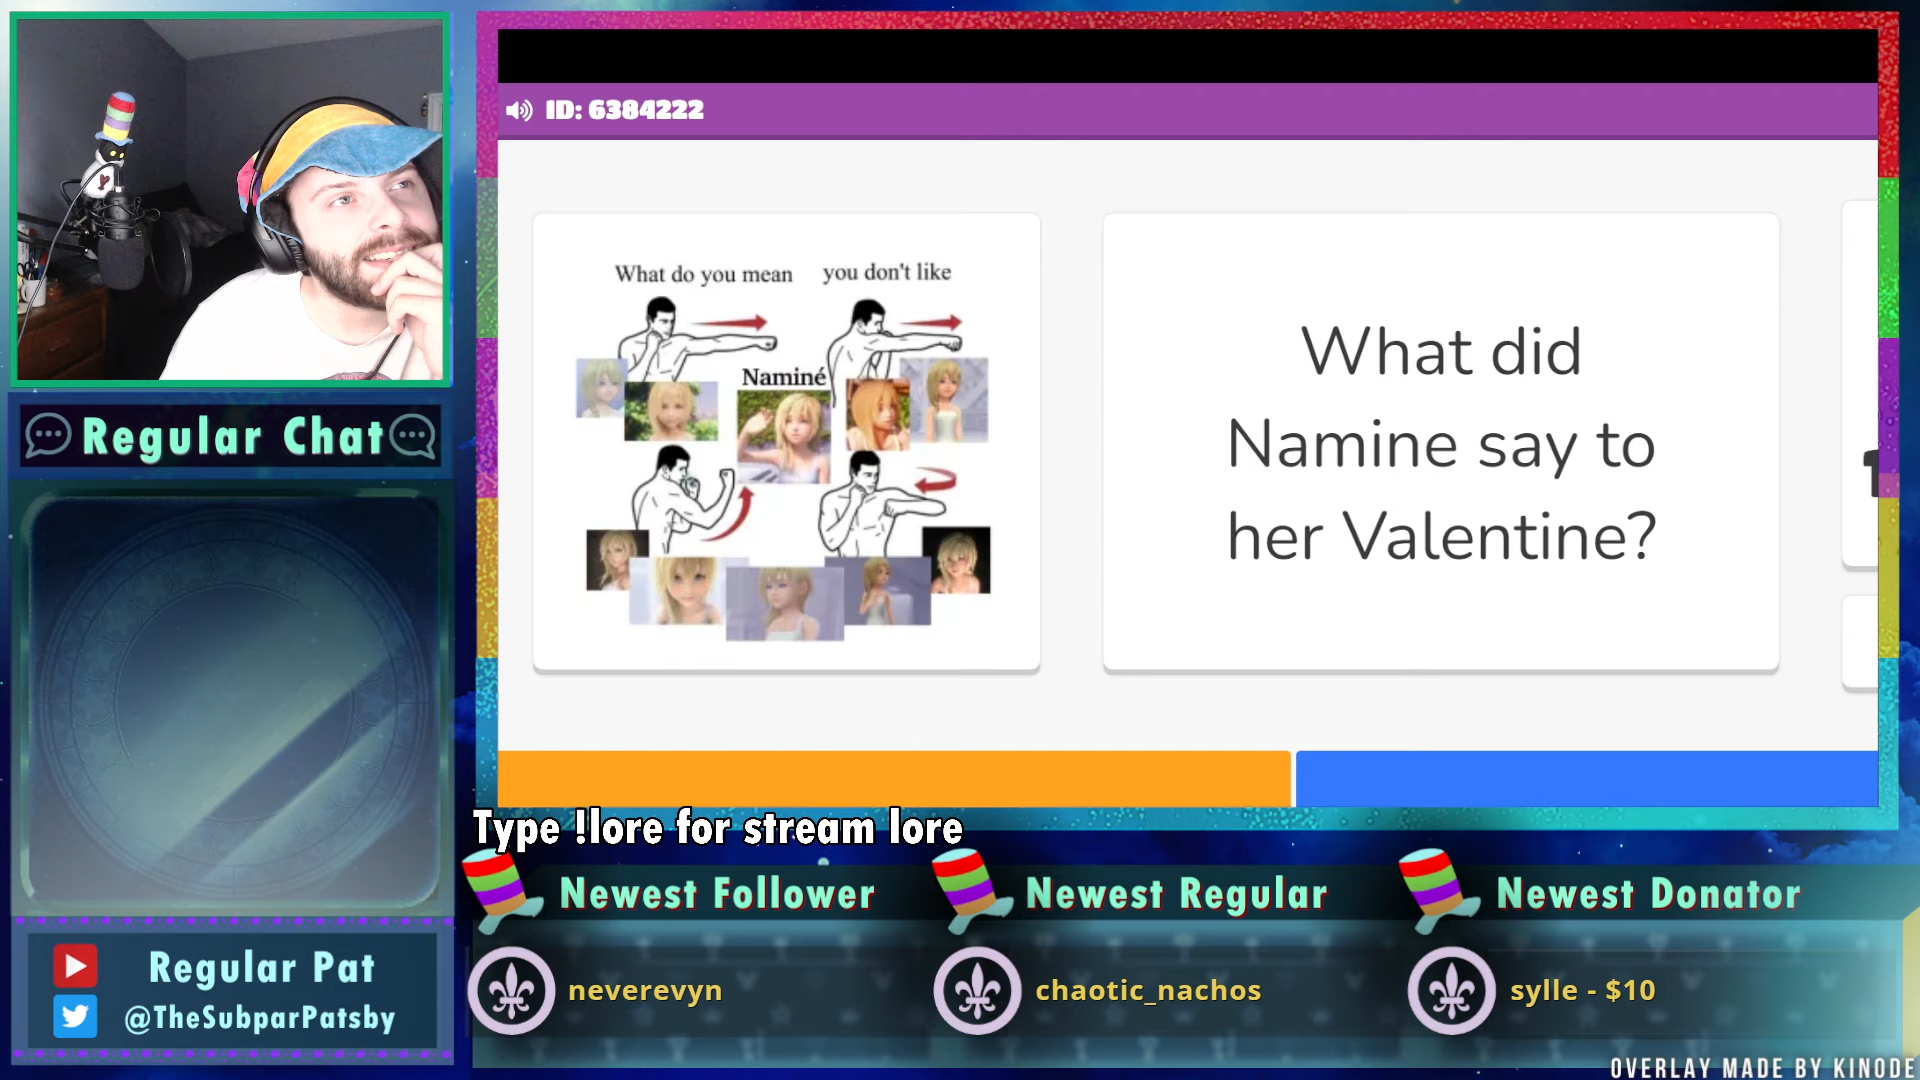 ID: 6384222
What do you mean you don't like
Naminé
What did
Namine say to
her Valentine?
Regular Chat
Type !lore for stream lore
Newest Follower
neverevyn
Newest Regular
chaotic_nachos
Newest Donator
sylle - $10
Regular Pat
@TheSubparPatsby
OVERLAY MADE BY KINODE